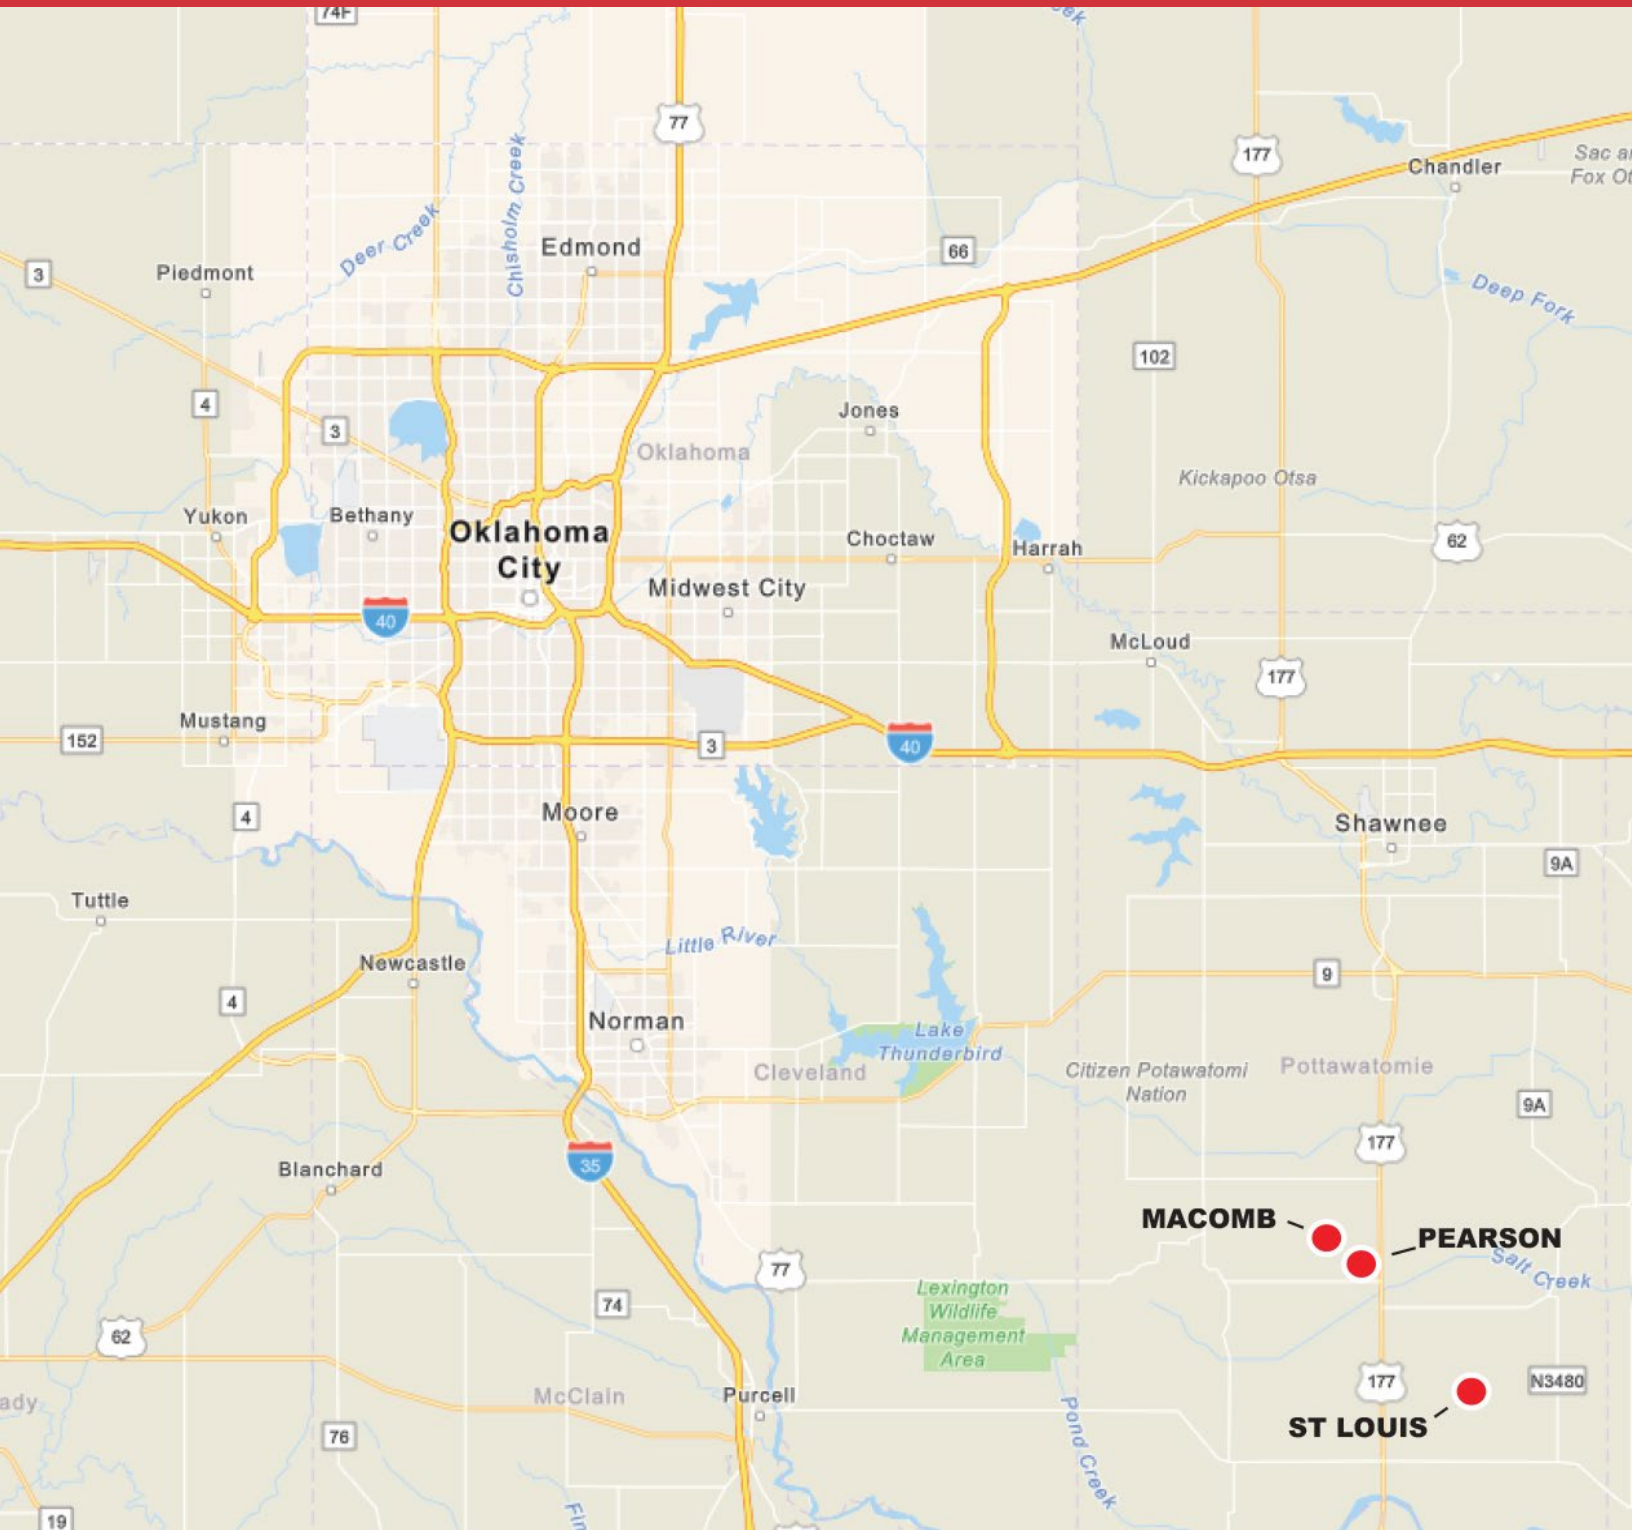 74F
Creek
77
177
Chandler
Sac a
Fox Ot
Chisholm Creek
Deer Creek
Edmond
66
3
Piedmont
Deep Fork
102
4
3
Jones
Oklahoma
Kickapoo Otsa
Yukon
Bethany
Oklahoma
City
Choctaw
Harrah
62
Midwest City
40
McLoud
177
Mustang
152
3
40
4
Moore
Shawnee
9A
Tuttle
Little River
Newcastle
9
4
Norman
Lake
Thunderbird
Cleveland
Citizen Potawatomi
Nation
Pottawatomie
9A
177
35
Blanchard
MACOMB
PEARSON
Salt Creek
77
Lexington
Wildlife
Management
Area
74
62
177
N3480
ady
McClain
Purcell
ST LOUIS
76
Pond Creek
19
Fin